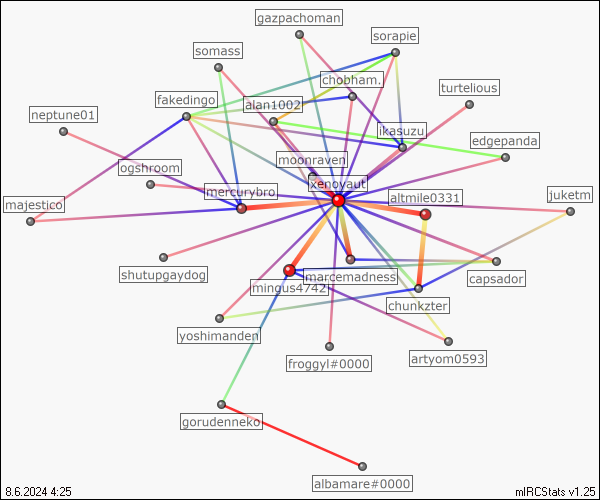 gazpachoman
sorapie
somass
chobham.
turtelious
fakedingo
alan1002
neptune01
ikasuzu
edgepanda
moonraven
ogshroom
xenoyaut
mercurybro
altmile0331
juketm
majestico
shutupgaydog
marcemadness
capsador
mingus4742
chunkzter
yoshimanden
froggyl#0000
artyom0593
gorudenneko
albamare#0000
8.6.2024 4:25
mIRCStats v1.25